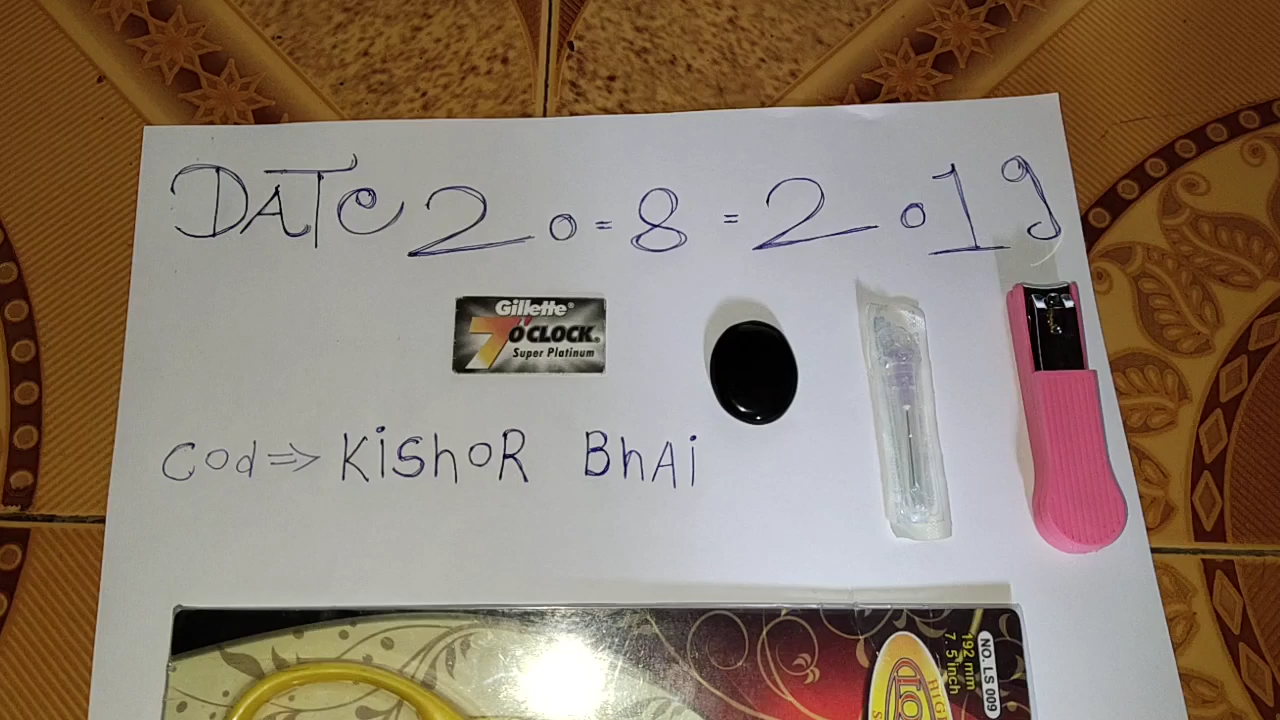 DATE 20=8=2019
Gillette®
7 O'CLOCK®
Super Platinum
Cod⇒ KiShoR BhAi
NO. LS 009
192 mm
7. 5 inch